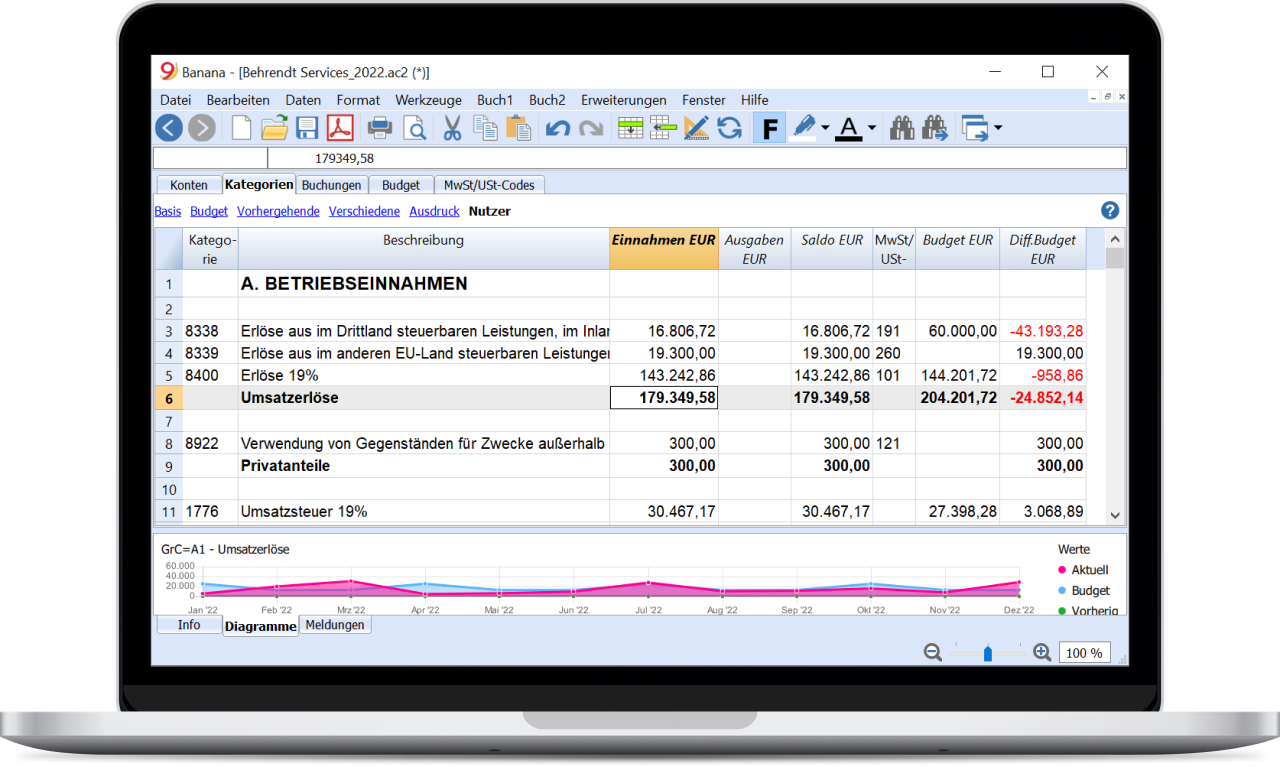 Banana - [Behrendt Services_2022.ac2 (*)]
Datei Bearbeiten Daten Format Werkzeuge Buch1 Buch2 Erweiterungen Fenster Hilfe
F A
179349,58
Konten Kategorien Buchungen Budget MwSt/USt-Codes
Basis Budget Vorhergehende Verschiedene Ausdruck Nutzer
Katego- Beschreibung Einnahmen EUR Ausgaben Saldo EUR MwSt/ Budget EUR Diff.Budget
rie EUR USt- EUR
1 A. BETRIEBSEINNAHMEN
2
3 8338 Erlöse aus im Drittland steuerbaren Leistungen, im Inlar 16.806,72 16.806,72 191 60.000,00 -43.193,28
4 8339 Erlöse aus im anderen EU-Land steuerbaren Leistunger 19.300,00 19.300,00 260 19.300,00
5 8400 Erlöse 19% 143.242,86 143.242,86 101 144.201,72 -958,86
6 Umsatzerlöse 179.349,58 179.349,58 204.201,72 -24.852,14
7
8 8922 Verwendung von Gegenständen für Zwecke außerhalb 300,00 300,00 121 300,00
9 Privatanteile 300,00 300,00 300,00
10
11 1776 Umsatzsteuer 19% 30.467,17 30.467,17 27.398,28 3.068,89
GrC=A1 - Umsatzerlöse Werte
60.000
40.000 Aktuell
20.000
0 Budget
Jan '22 Feb '22 Mrz '22 Apr '22 Mai '22 Jun '22 Jul '22 Aug '22 Sep '22 Okt '22 Nov '22 Dez '22 Vorherig
Info Diagramme Meldungen
100 %